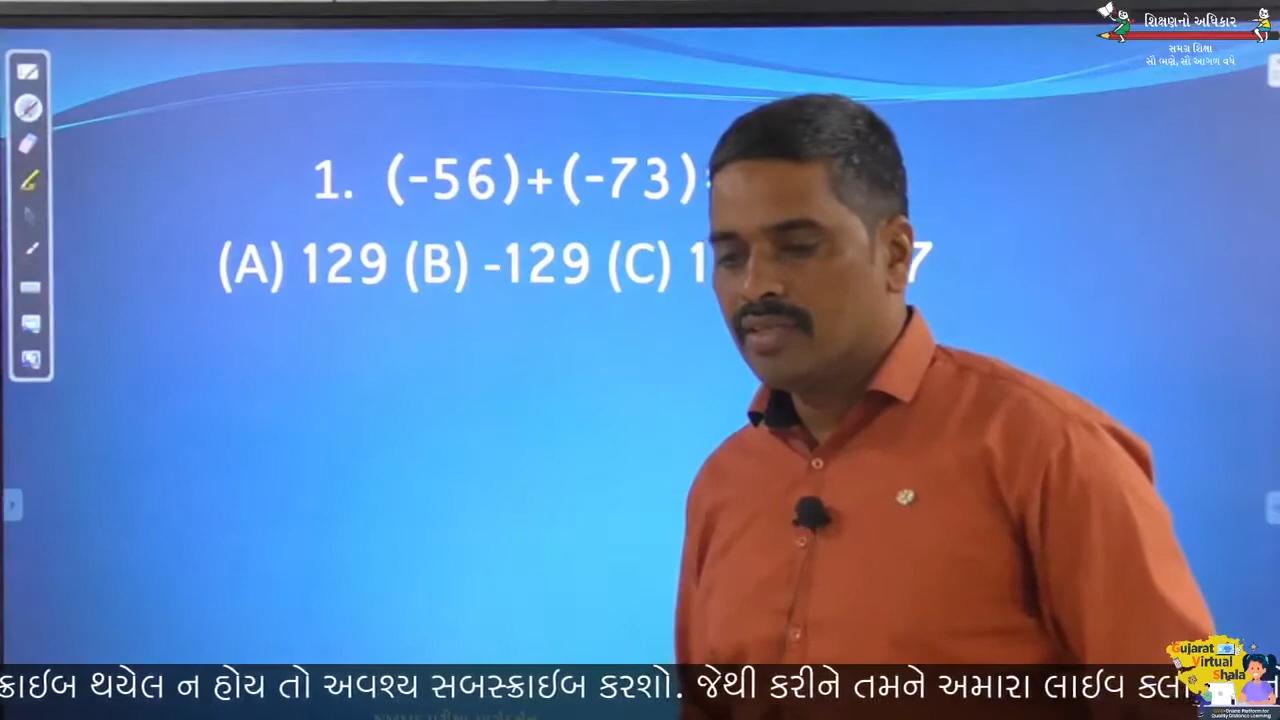 શિક્ષણનો અધિકાર
સમગ્ર શિક્ષા
સૌ ભણે, સૌ આગળ વધે
1. (-56)+(-73)
(A) 129 (B) -129 (C) 1 7
ક્રાઈબ થયેલ ન હોય તો અવશ્ય સબસ્ક્રાઈબ કરશો. જેથી કરીને તમને અમારા લાઈવ
Gujarat
Virtual
Shala